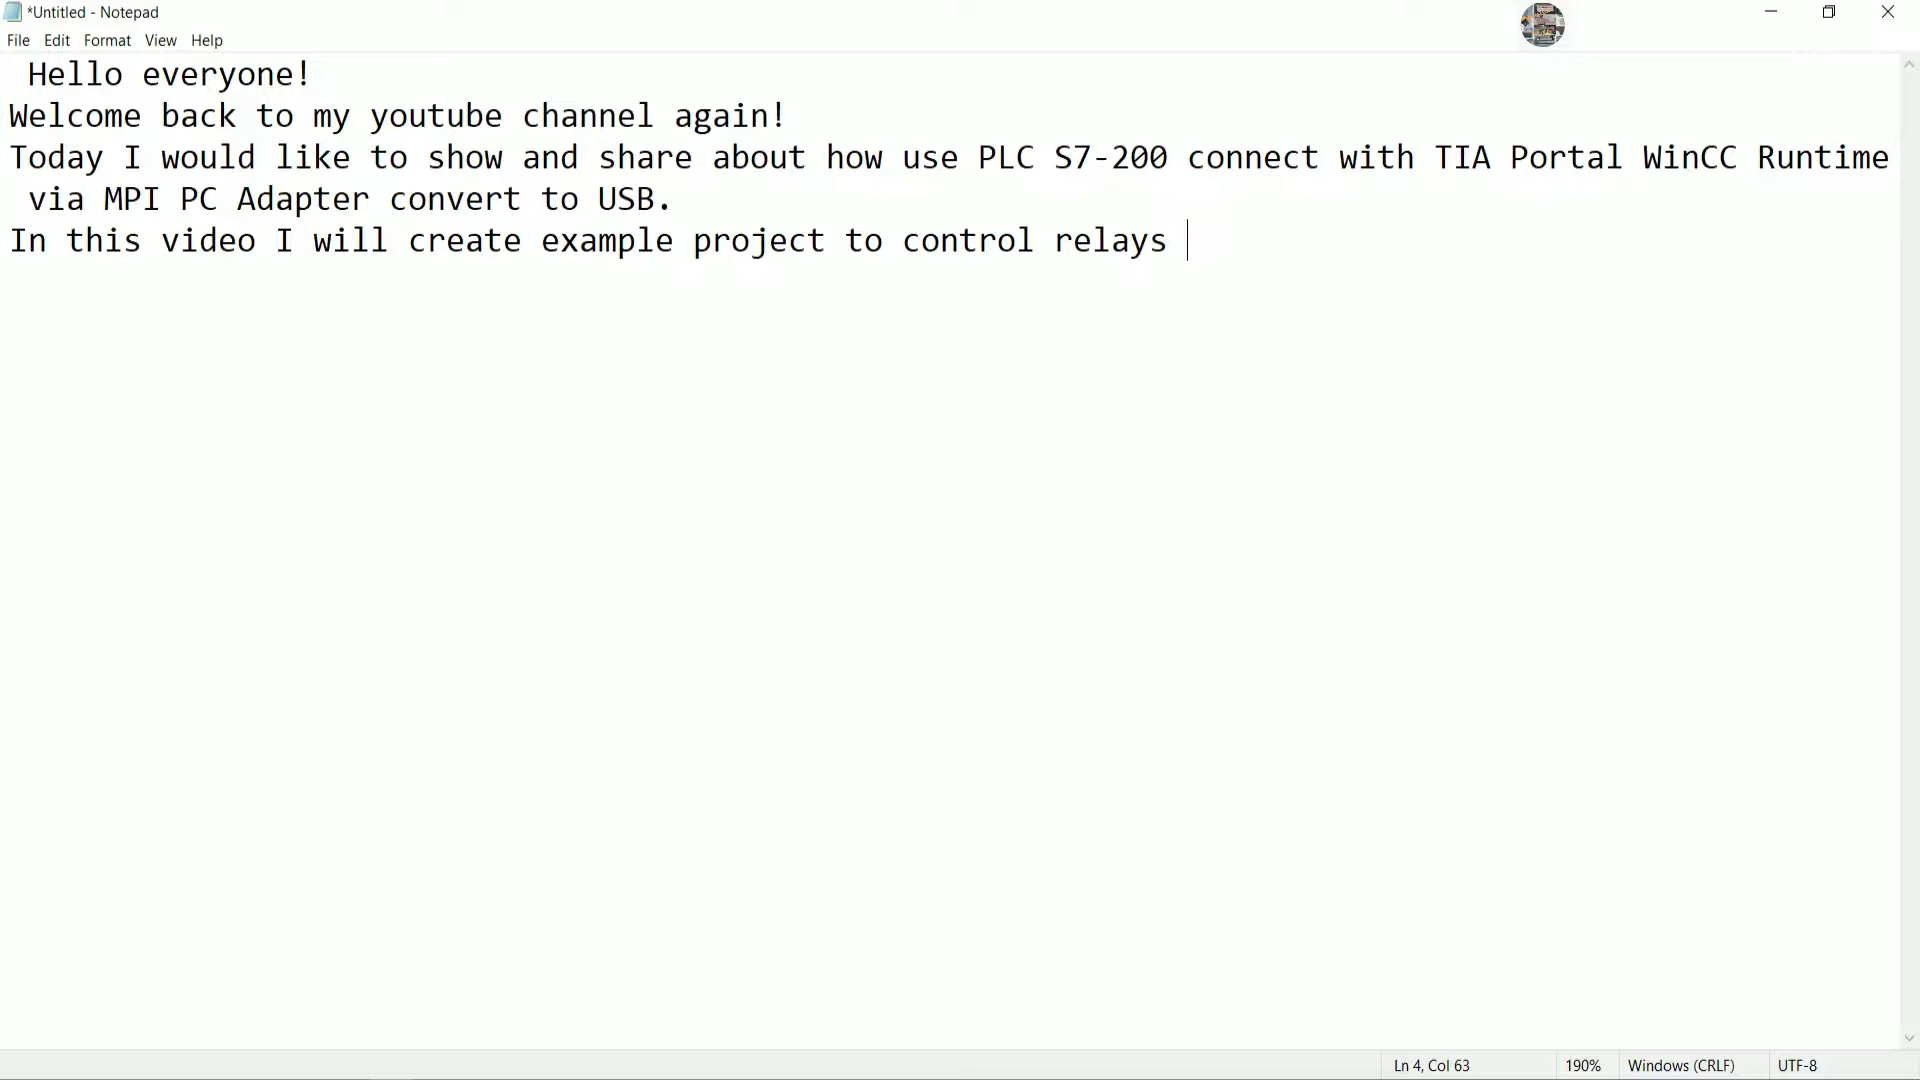 *Untitled - Notepad
File Edit Format View Help
Hello everyone!
Welcome back to my youtube channel again!
Today I would like to show and share about how use PLC S7-200 connect with TIA Portal WinCC Runtime
via MPI PC Adapter convert to USB.
In this video I will create example project to control relays
Ln 4, Col 63 190% Windows (CRLF) UTF-8